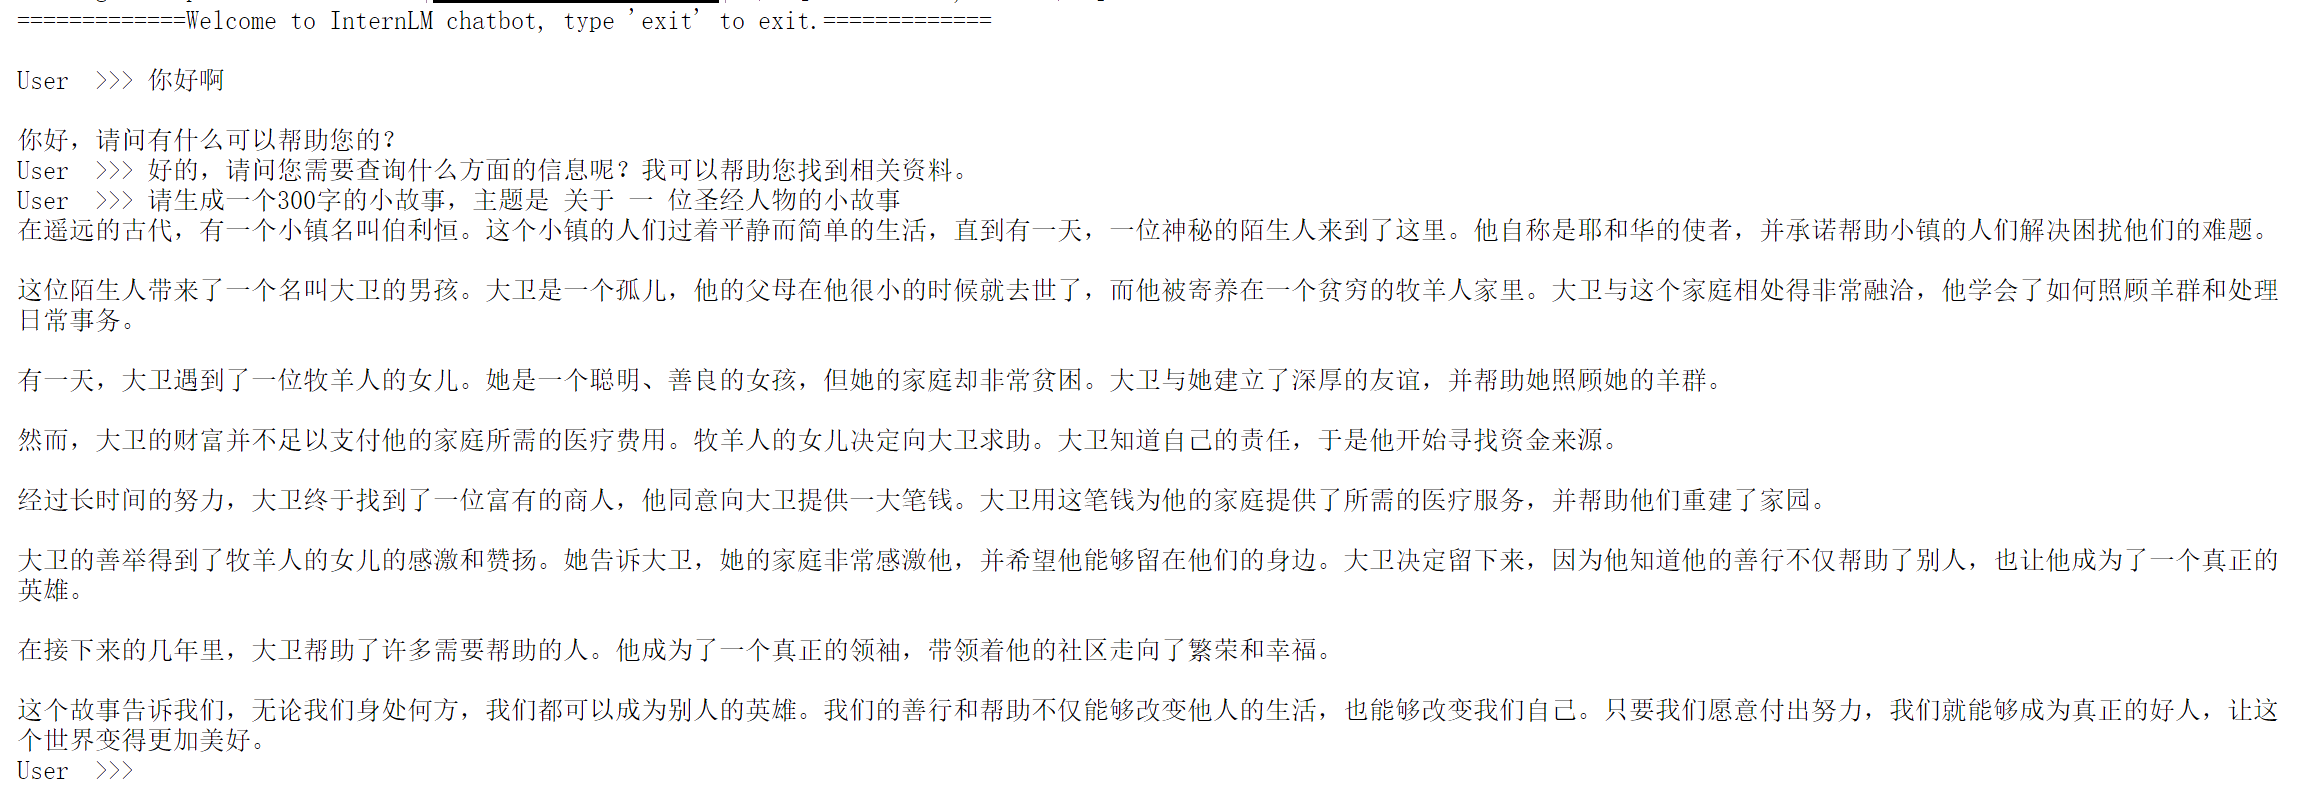 =============Welcome to InternLM chatbot, type 'exit' to exit.=============
User >>> 你好啊
你好，请问有什么可以帮助您的？
User >>> 好的，请问您需要查询什么方面的信息呢？我可以帮助您找到相关资料。
User >>> 请生成一个300字的小故事，主题是 关于 一 位圣经人物的小故事
在遥远的古代，有一个小镇名叫伯利恒。这个小镇的人们过着平静而简单的生活，直到有一天，一位神秘的陌生人来到了这里。他自称是耶和华的使者，并承诺帮助小镇的人们解决困扰他们的难题。
这位陌生人带来了一个名叫大卫的男孩。大卫是一个孤儿，他的父母在他很小的时候就去世了，而他被寄养在一个贫穷的牧羊人家里。大卫与这个家庭相处得非常融洽，他学会了如何照顾羊群和处理
日常事务。
有一天，大卫遇到了一位牧羊人的女儿。她是一个聪明、善良的女孩，但她的家庭却非常贫困。大卫与她建立了深厚的友谊，并帮助她照顾她的羊群。
然而，大卫的财富并不足以支付他的家庭所需的医疗费用。牧羊人的女儿决定向大卫求助。大卫知道自己的责任，于是他开始寻找资金来源。
经过长时间的努力，大卫终于找到了一位富有的商人，他同意向大卫提供一大笔钱。大卫用这笔钱为他的家庭提供了所需的医疗服务，并帮助他们重建了家园。
大卫的善举得到了牧羊人的女儿的感激和赞扬。她告诉大卫，她的家庭非常感激他，并希望他能够留在他们的身边。大卫决定留下来，因为他知道他的善行不仅帮助了别人，也让他成为了一个真正的
英雄。
在接下来的几年里，大卫帮助了许多需要帮助的人。他成为了一个真正的领袖，带领着他的社区走向了繁荣和幸福。
这个故事告诉我们，无论我们身处何方，我们都可以成为别人的英雄。我们的善行和帮助不仅能够改变他人的生活，也能够改变我们自己。只要我们愿意付出努力，我们就能够成为真正的好人，让这
个世界变得更加美好。
User >>>